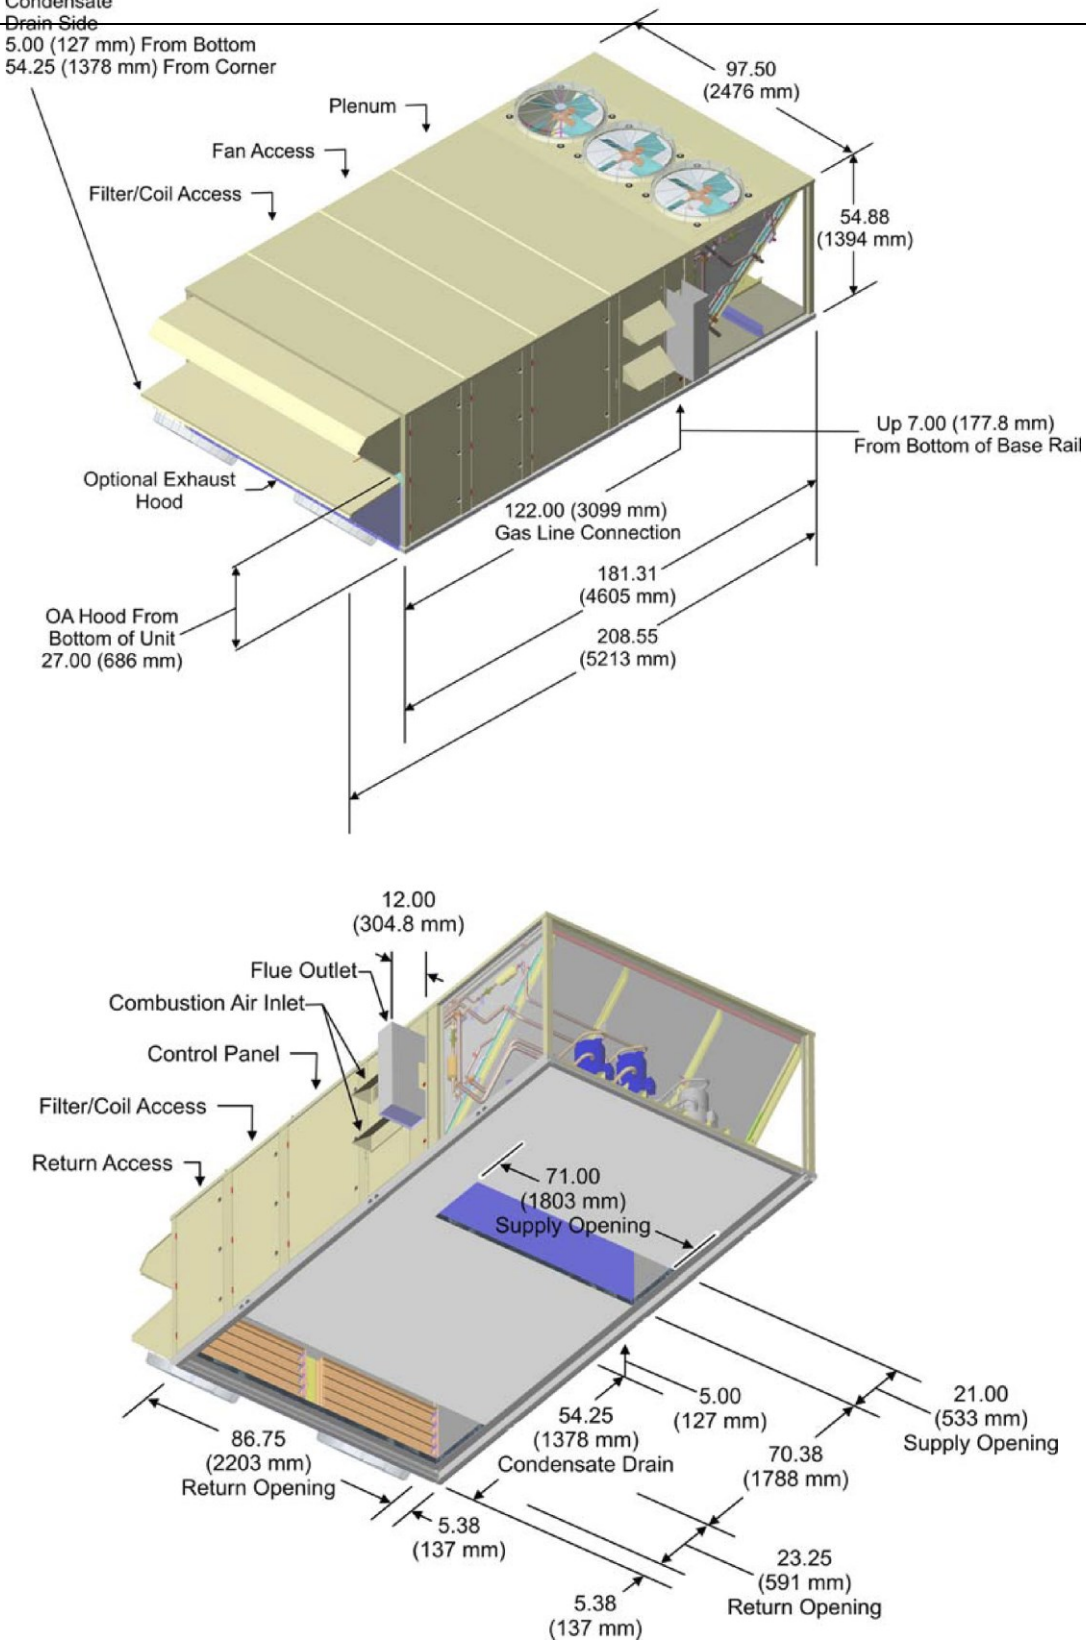 Condensate
Drain Side
5.00 (127 mm) From Bottom
54.25 (1378 mm) From Corner
Plenum
Fan Access
Filter/Coil Access
97.50
(2476 mm)
54.88
(1394 mm)
Up 7.00 (177.8 mm)
From Bottom of Base Rail
Optional Exhaust
Hood
122.00 (3099 mm)
Gas Line Connection
181.31
(4605 mm)
208.55
(5213 mm)
OA Hood From
Bottom of Unit
27.00 (686 mm)
12.00
(304.8 mm)
Flue Outlet
Combustion Air Inlet
Control Panel
Filter/Coil Access
Return Access
71.00
(1803 mm)
Supply Opening
5.00
(127 mm)
21.00
(533 mm)
Supply Opening
54.25
(1378 mm)
Condensate Drain
70.38
(1788 mm)
86.75
(2203 mm)
Return Opening
5.38
(137 mm)
23.25
(591 mm)
Return Opening
5.38
(137 mm)